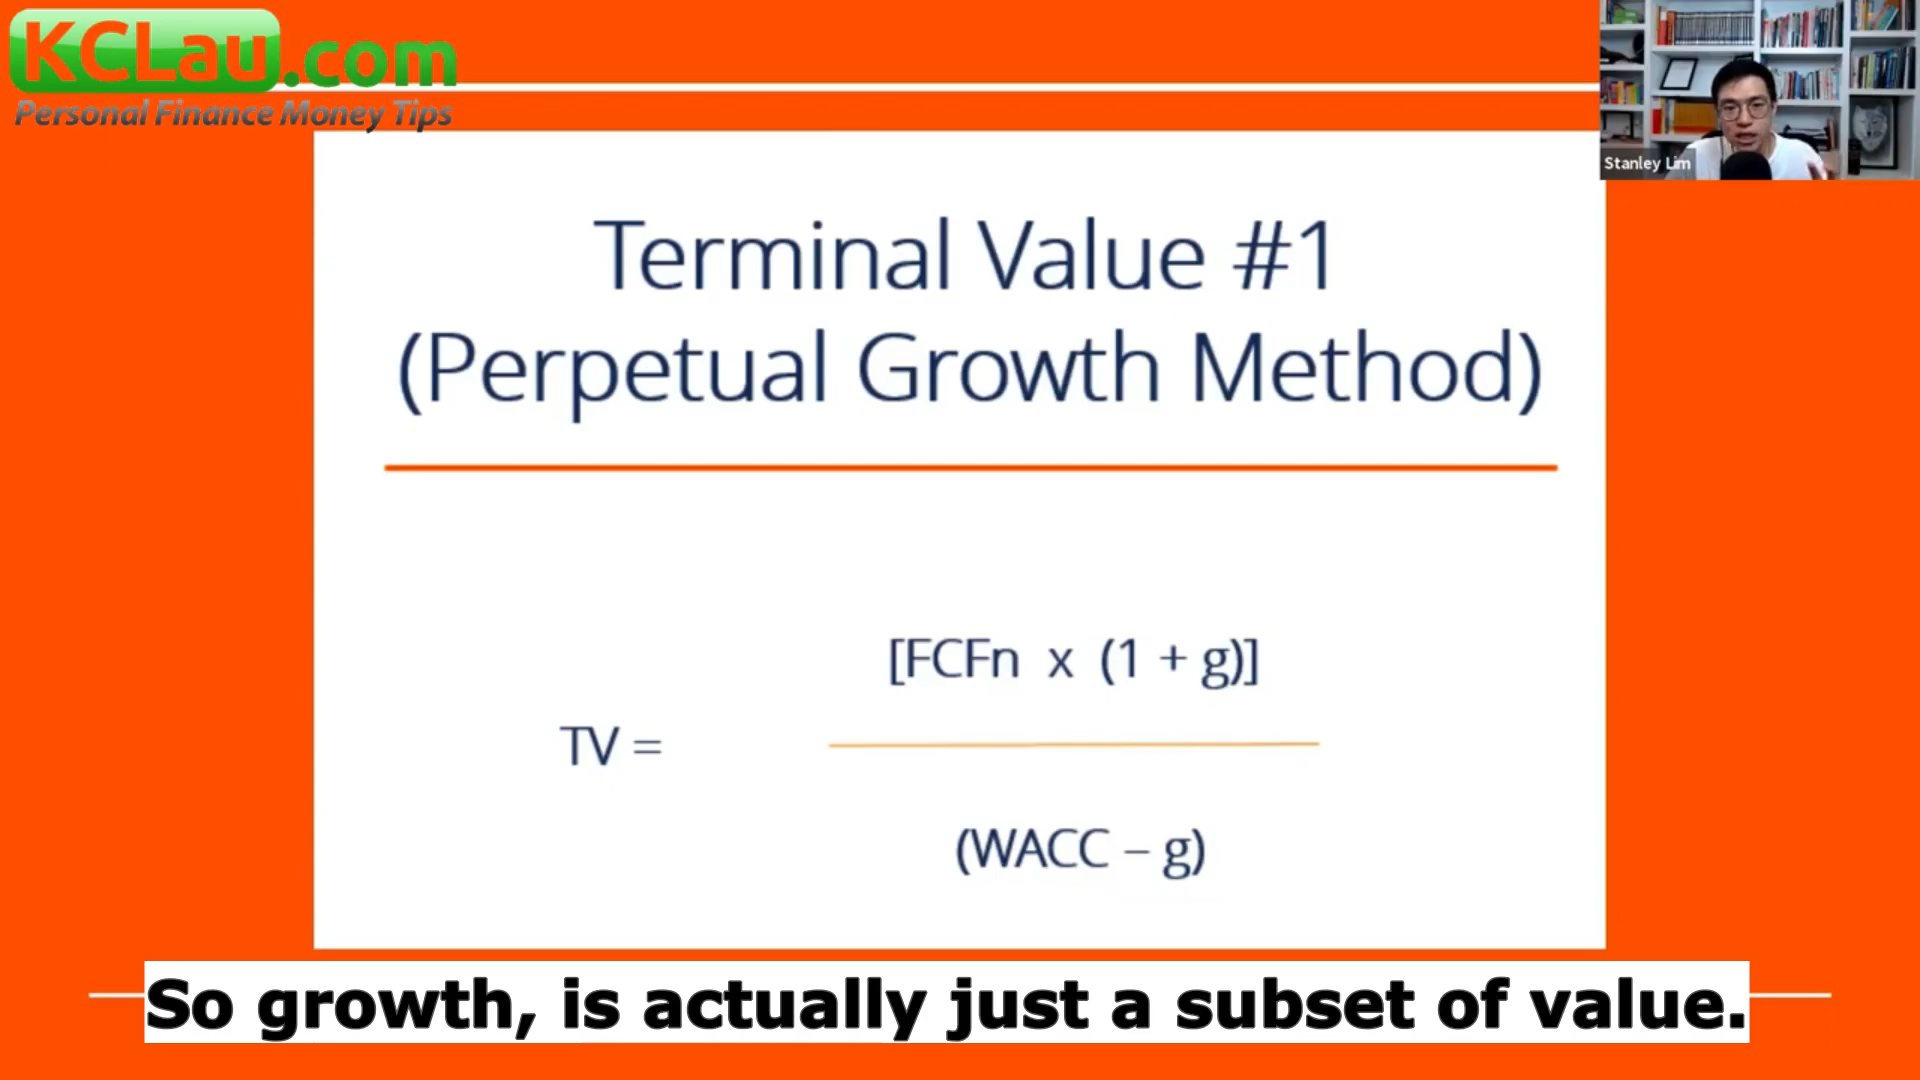 KCLau.com
Personal Finance Money Tips
Stanley Lim
Terminal Value #1
(Perpetual Growth Method)
[FCFn x (1 + g)]
TV =
(WACC – g)
So growth, is actually just a subset of value.